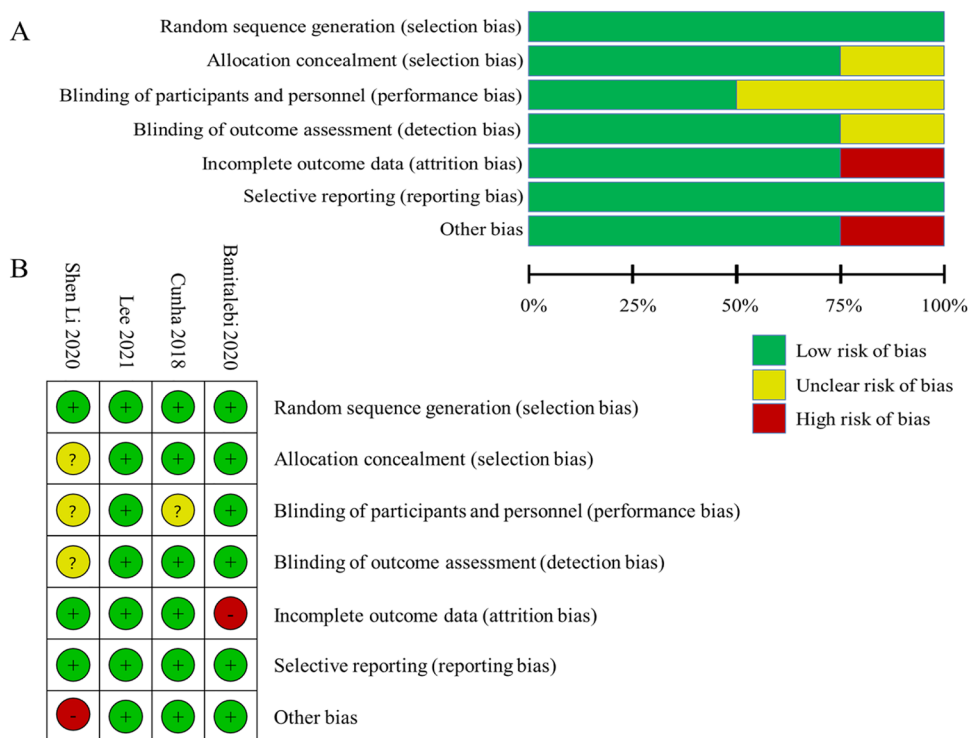 A
Random sequence generation (selection bias)
Allocation concealment (selection bias)
Blinding of participants and personnel (performance bias)
Blinding of outcome assessment (detection bias)
Incomplete outcome data (attrition bias)
Selective reporting (reporting bias)
Other bias
0% 25% 50% 75% 100%
Low risk of bias
Unclear risk of bias
High risk of bias
B
Shen Li 2020
Lee 2021
Cunha 2018
Banitalebi 2020
+ + + + Random sequence generation (selection bias)
? + + + Allocation concealment (selection bias)
? + ? + Blinding of participants and personnel (performance bias)
? + + + Blinding of outcome assessment (detection bias)
+ + + - Incomplete outcome data (attrition bias)
+ + + + Selective reporting (reporting bias)
- + + + Other bias